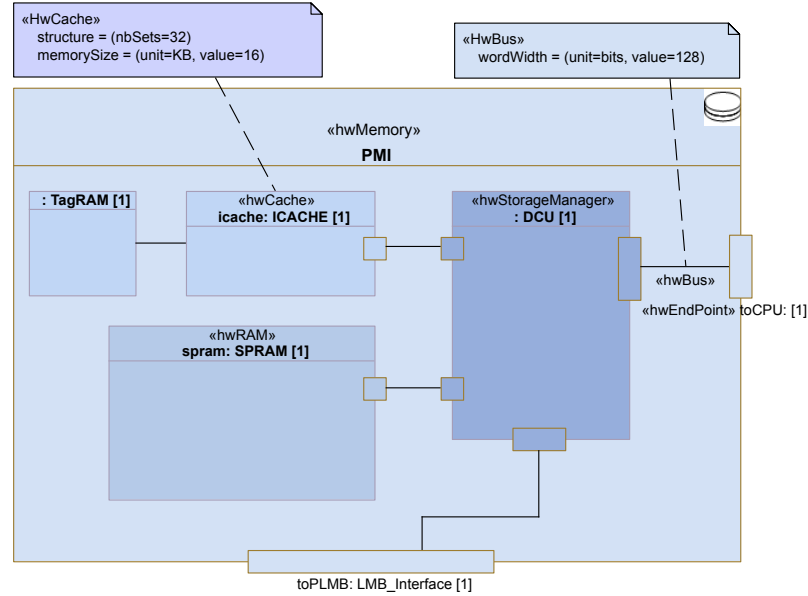 «HwCache»
structure = (nbSets=32)
memorySize = (unit=KB, value=16)
«HwBus»
wordWidth = (unit=bits, value=128)
«hwMemory»
PMI
: TagRAM [1]
«hwCache»
icache: ICACHE [1]
«hwStorageManager»
: DCU [1]
«hwBus»
«hwEndPoint» toCPU: [1]
«hwRAM»
spram: SPRAM [1]
toPLMB: LMB_Interface [1]